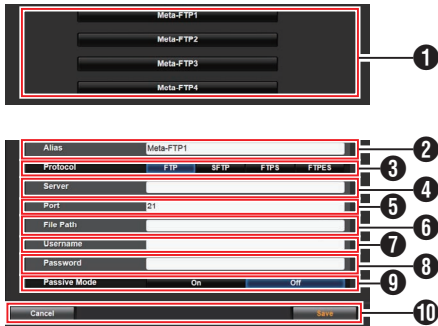 Meta-FTP1
Meta-FTP2
1
Meta-FTP3
Meta-FTP4
Alias Meta-FTP1 2
Protocol FTP SFTP FTPS FTPES 3
Server 4
Port 21 5
File Path 6
Username 7
Password 8
Passive Mode On Off 9
Cancel Save 10